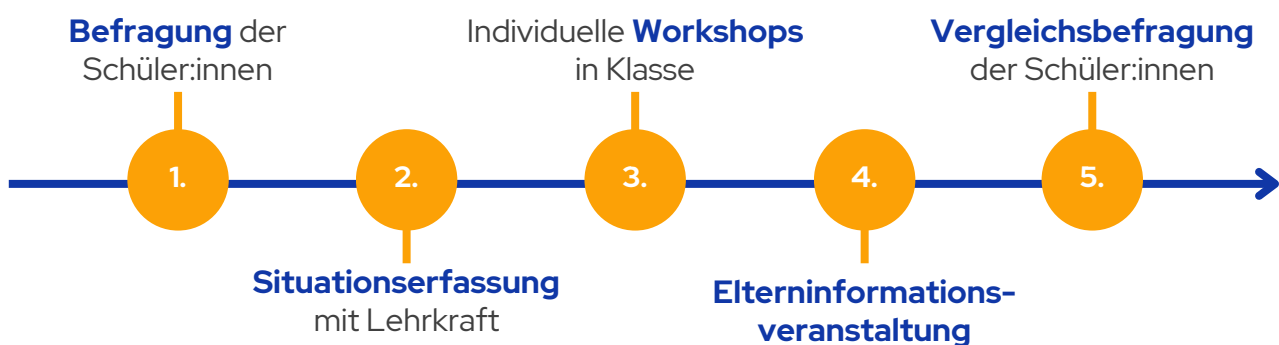 Befragung der
Schüler:innen
1.
2.
Situationserfassung
mit Lehrkraft
Individuelle Workshops
in Klasse
3.
4.
Elterninformations-
veranstaltung
Vergleichsbefragung
der Schüler:innen
5.